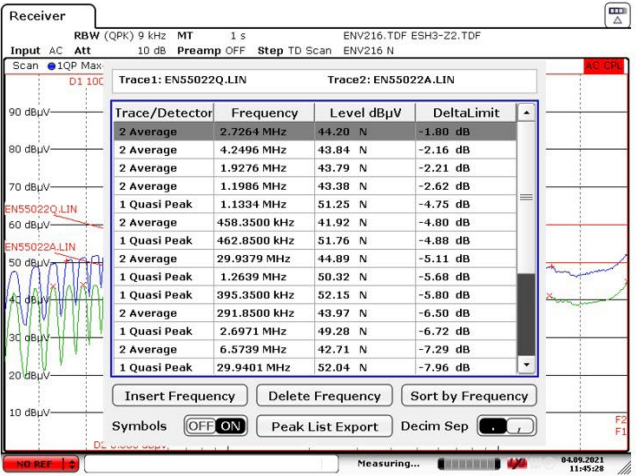 Receiver
RBW (QPK) 9 kHz MT 1 s ENV216.TDF ESH3-Z2.TDF
Input AC Att 10 dB Preamp OFF Step TD Scan ENV216 N
Scan 1QP Max AC CPL
D1 100
Trace1: EN55022Q.LIN Trace2: EN55022A.LIN
90 dBµV
80 dBµV
70 dBµV
EN55022Q.LIN
60 dBµV
EN55022A.LIN
50 dBµV
40 dBµV
30 dBµV
20 dBµV
10 dBµV
Trace/Detector Frequency Level dBµV DeltaLimit
2 Average 2.7264 MHz 44.20 N -1.80 dB
2 Average 4.2496 MHz 43.84 N -2.16 dB
2 Average 1.9276 MHz 43.79 N -2.21 dB
2 Average 1.1986 MHz 43.38 N -2.62 dB
1 Quasi Peak 1.1334 MHz 51.25 N -4.75 dB
2 Average 458.3500 kHz 41.92 N -4.80 dB
1 Quasi Peak 462.8500 kHz 51.76 N -4.88 dB
2 Average 29.9379 MHz 44.89 N -5.11 dB
1 Quasi Peak 1.2639 MHz 50.32 N -5.68 dB
1 Quasi Peak 395.3500 kHz 52.15 N -5.80 dB
2 Average 291.8500 kHz 43.97 N -6.50 dB
1 Quasi Peak 2.6971 MHz 49.28 N -6.72 dB
2 Average 6.5739 MHz 42.71 N -7.29 dB
1 Quasi Peak 29.9401 MHz 52.04 N -7.96 dB
Insert Frequency Delete Frequency Sort by Frequency
Symbols OFF ON Peak List Export Decim Sep . ,
F2
F1
NO REF Measuring... 04.09.2021
11:45:28